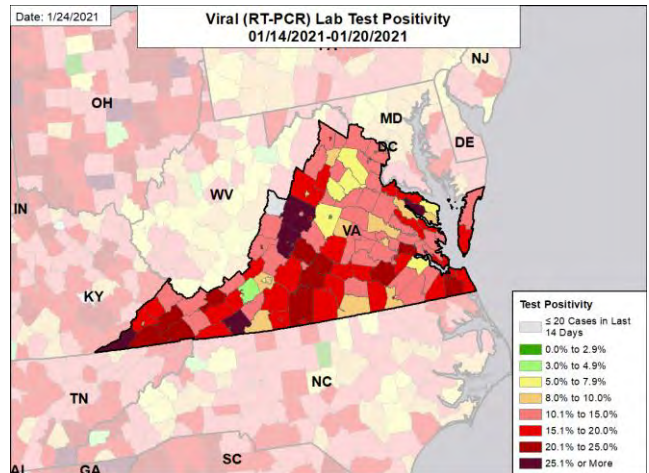 Date: 1/24/2021
Viral (RT-PCR) Lab Test Positivity
01/14/2021-01/20/2021
NJ
OH
MD
DC
DE
WV
IN
VA
KY
NC
TN
SC
GA
Test Positivity
≤ 20 Cases in Last
14 Days
0.0% to 2.9%
3.0% to 4.9%
5.0% to 7.9%
8.0% to 10.0%
10.1% to 15.0%
15.1% to 20.0%
20.1% to 25.0%
25.1% or More